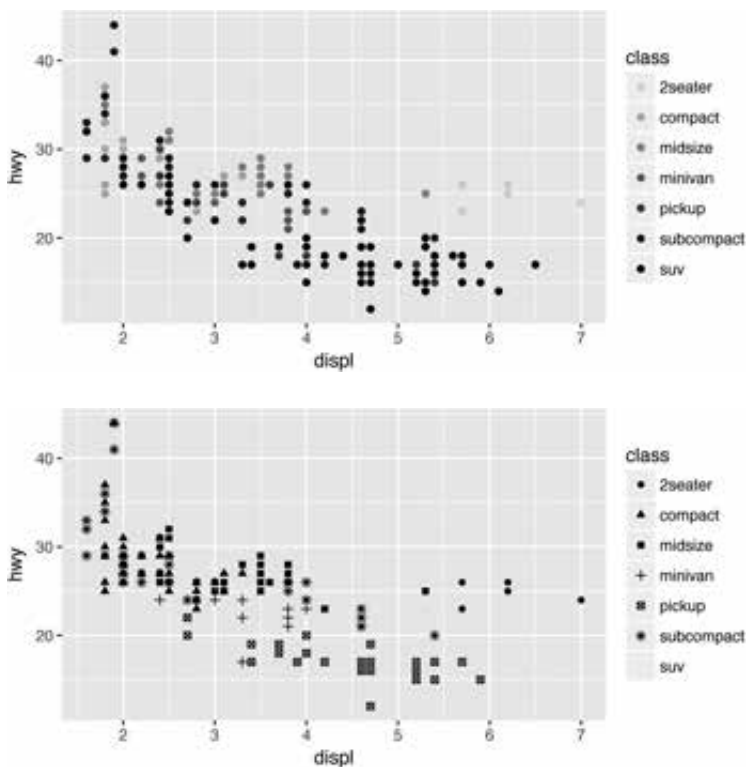 class
2seater
compact
midsize
minivan
pickup
subcompact
suv
hwy
40
30
20
2 3 4 5 6 7
displ
class
2seater
compact
midsize
minivan
pickup
subcompact
suv
hwy
40
30
20
2 3 4 5 6 7
displ